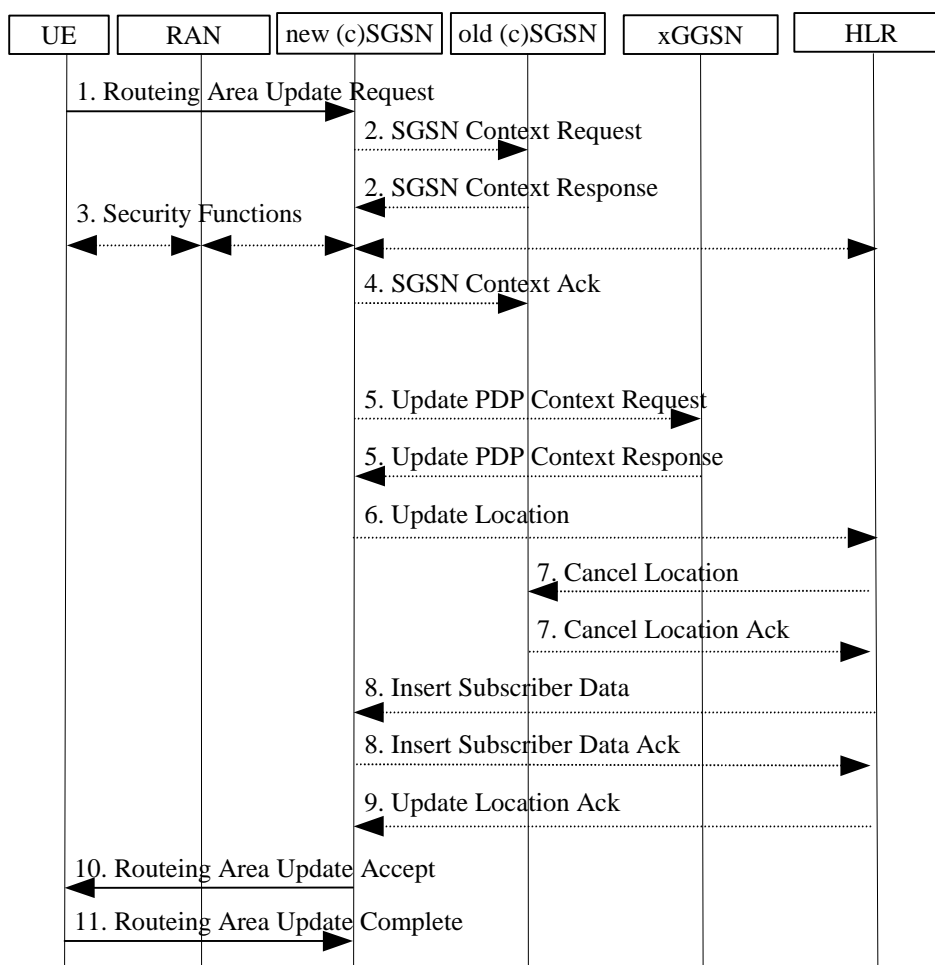 UE
RAN
new (c)SGSN
old (c)SGSN
xGGSN
HLR
1. Routeing Area Update Request
2. SGSN Context Request
2. SGSN Context Response
3. Security Functions
4. SGSN Context Ack
5. Update PDP Context Request
5. Update PDP Context Response
6. Update Location
7. Cancel Location
7. Cancel Location Ack
8. Insert Subscriber Data
8. Insert Subscriber Data Ack
9. Update Location Ack
10. Routeing Area Update Accept
11. Routeing Area Update Complete